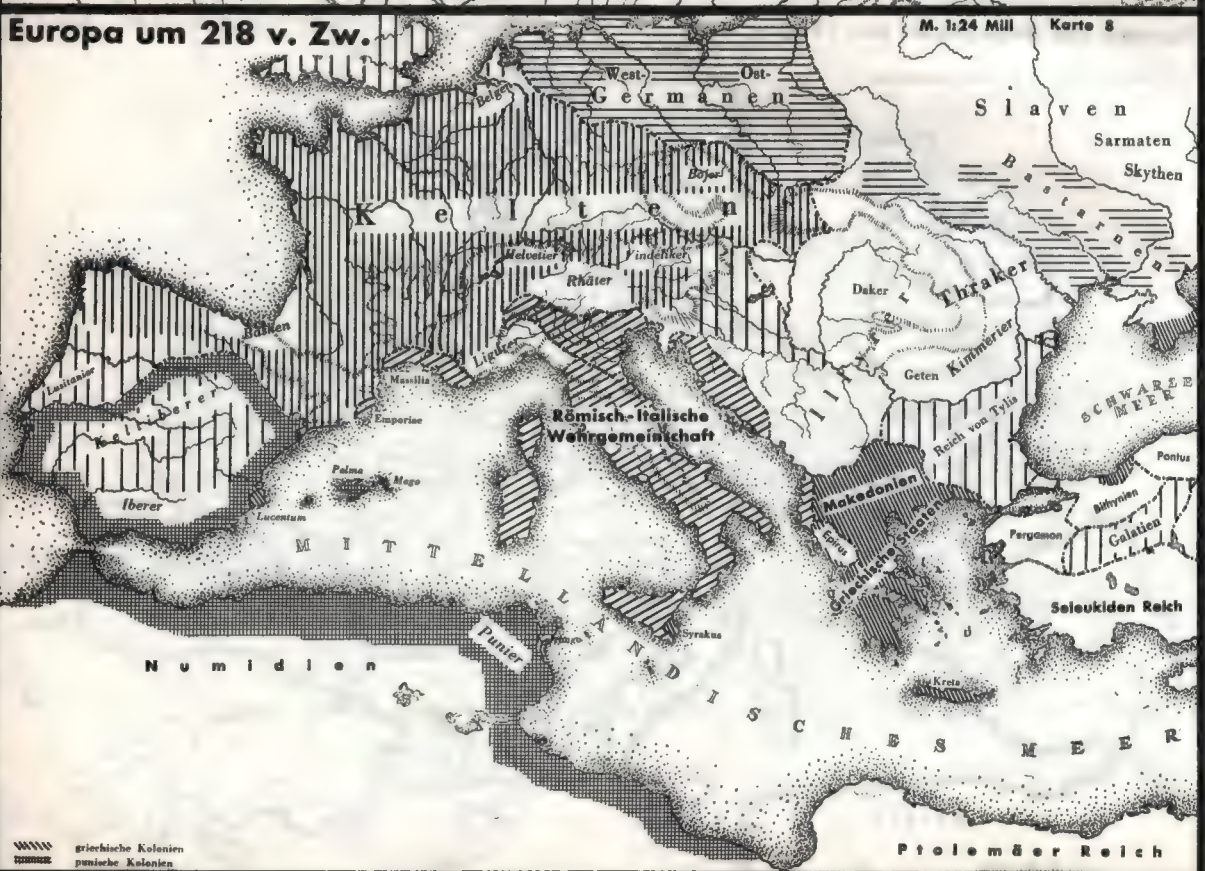 Europa um 218 v. Zw.
M. 1:24 Mill
Karte 8
West-
Ost-
Germanen
Belger
Slaven
Sarmaten
Skythen
Bastarnen
Bojer
Kelten
Helvetier
Vindeliker
Rhäter
Daker
Thraker
Kimmerier
Geten
Basken
Ligurer
Lusitanier
Keltiberer
Massilia
Emporiae
Römisch-Italische
Wehrgemeinschaft
SCHWARZE
MEER
Reich von Tylis
Pontus
Iberer
Palma
Mago
Lucentum
Makedonien
Epirus
Griechische Staaten
Bithynien
Pergamon
Galatien
MITTELLÄNDISCHES MEER
Seleukiden Reich
Punier
Syrakus
Numidien
Kreta
griechische Kolonien
punische Kolonien
Ptolemäer Reich